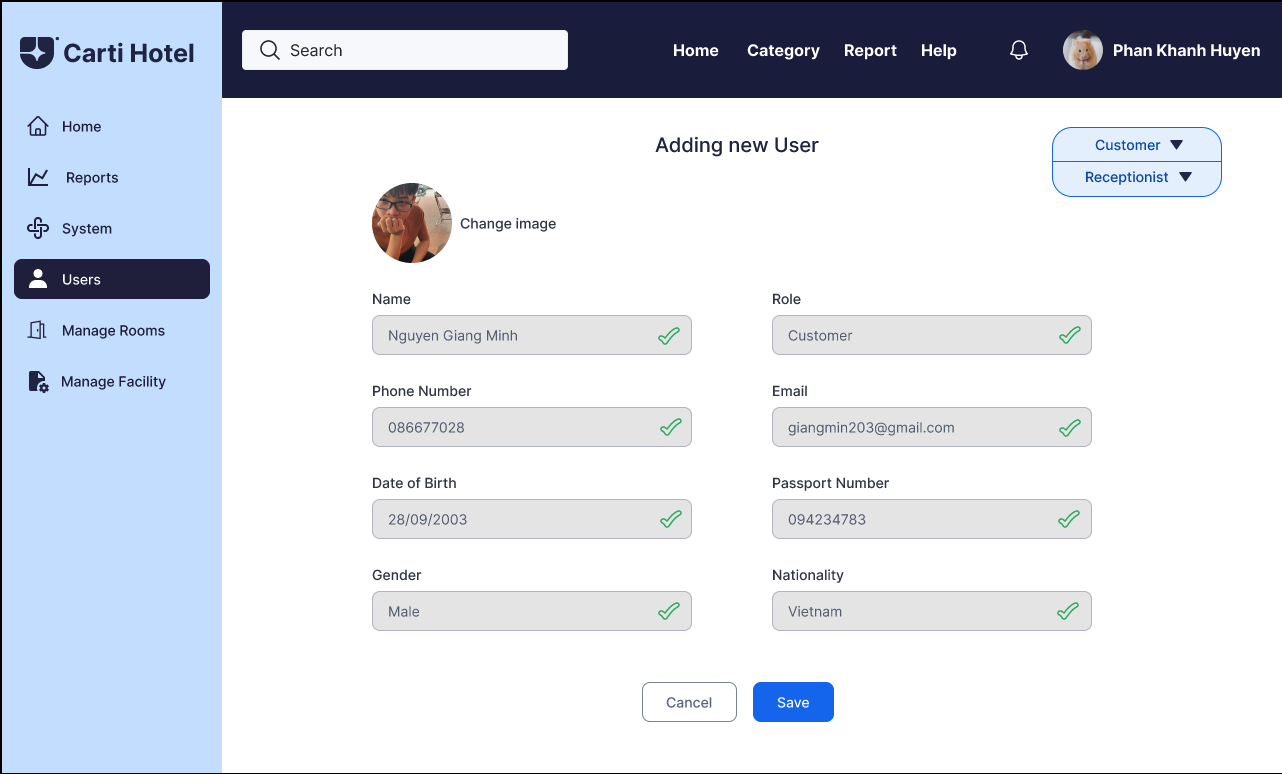 Carti Hotel
Search
Home Category Report Help
Phan Khanh Huyen
Home
Reports
System
Users
Manage Rooms
Manage Facility
Adding new User
Customer
Receptionist
Change image
Name
Nguyen Giang Minh
Role
Customer
Phone Number
086677028
Email
giangmin203@gmail.com
Date of Birth
28/09/2003
Passport Number
094234783
Gender
Male
Nationality
Vietnam
Cancel
Save